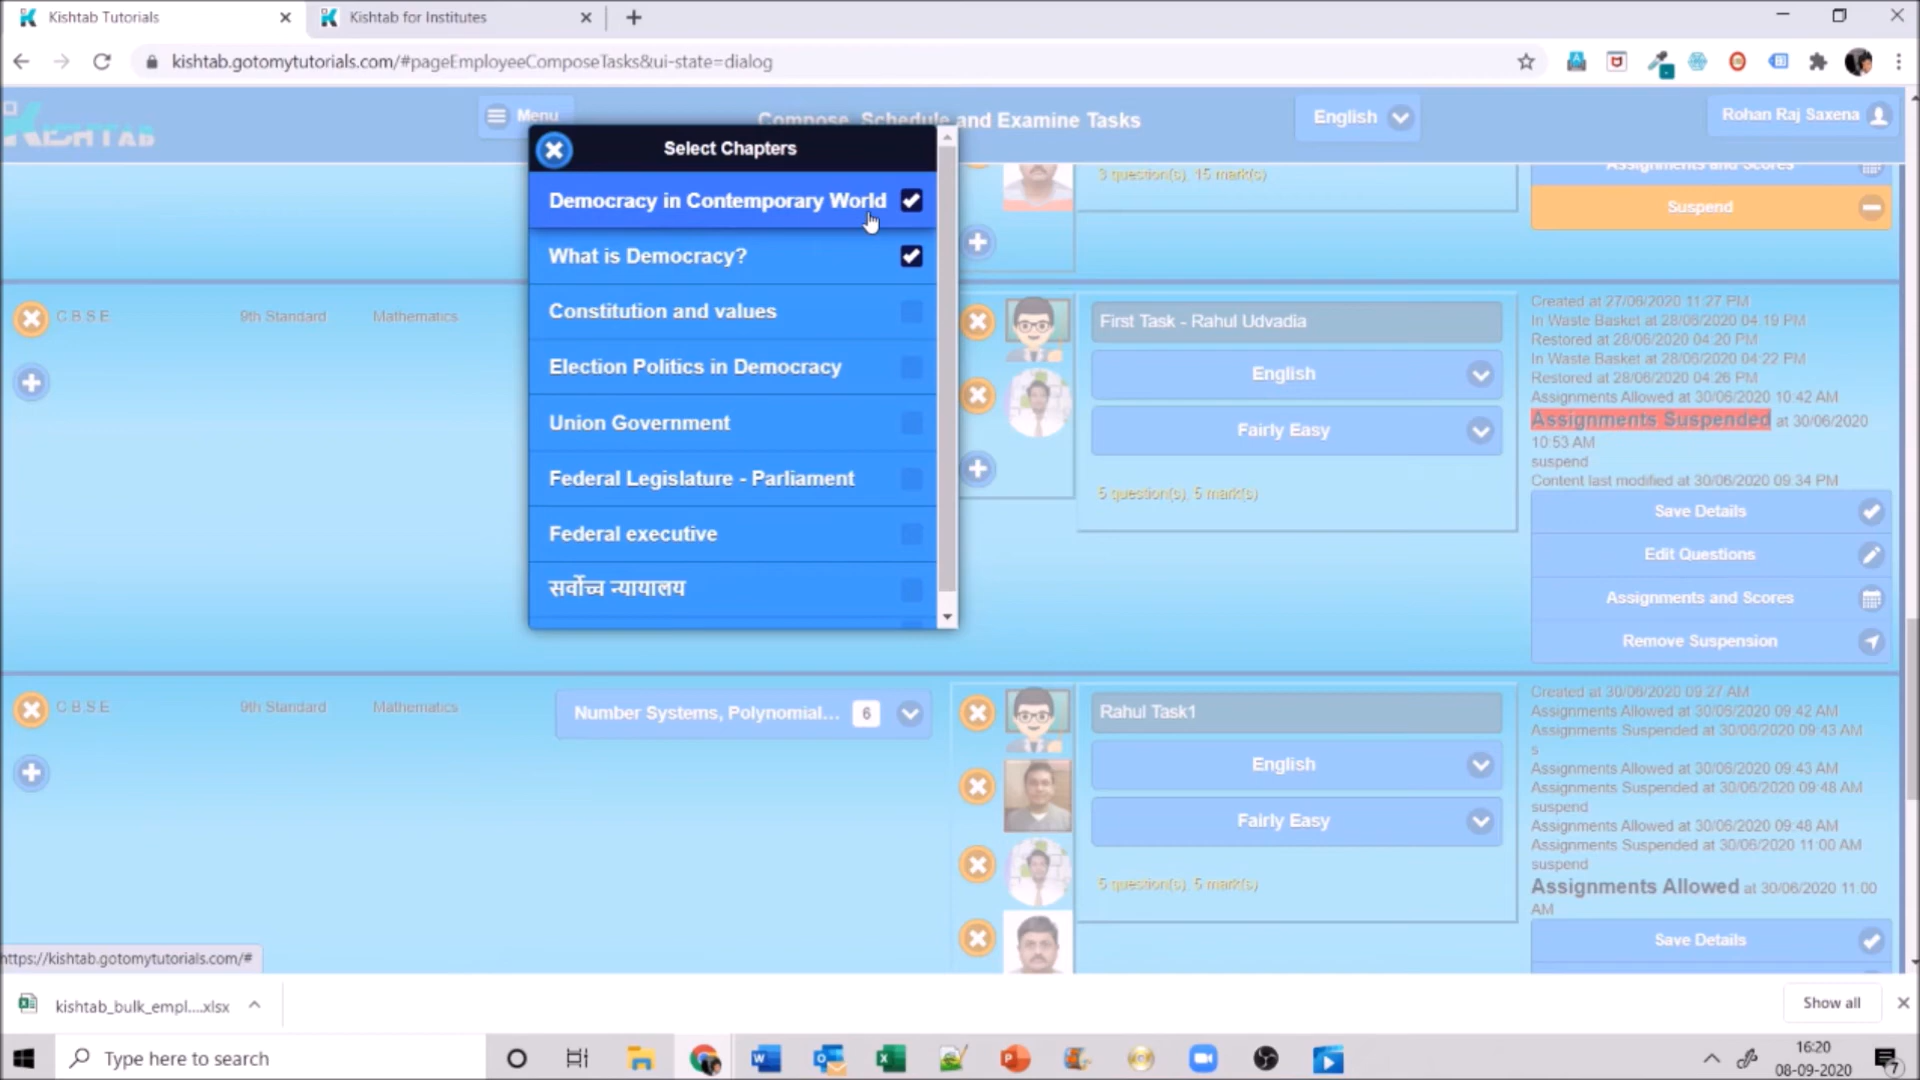 Kishtab Tutorials
Kishtab for Institutes
kishtab.gotomytutorials.com/#pageEmployeeComposeTasks&ui-state=dialog
KISHTAB
Menu
Compose, Schedule and Examine Tasks
English
Rohan Raj Saxena
Select Chapters
Democracy in Contemporary World
What is Democracy?
Constitution and values
Election Politics in Democracy
Union Government
Federal Legislature - Parliament
Federal executive
सर्वोच्च न्यायालय
3 question(s), 15 mark(s)
Assignments and Scores
Suspend
C B S E
9th Standard
Mathematics
First Task - Rahul Udvadia
English
Fairly Easy
5 question(s), 5 mark(s)
Created at 27/06/2020 11:27 PM
In Waste Basket at 28/06/2020 04:19 PM
Restored at 28/06/2020 04:20 PM
In Waste Basket at 28/06/2020 04:22 PM
Restored at 28/06/2020 04:26 PM
Assignments Allowed at 30/06/2020 10:42 AM
Assignments Suspended at 30/06/2020
10:53 AM
suspend
Content last modified at 30/06/2020 09:34 PM
Save Details
Edit Questions
Assignments and Scores
Remove Suspension
C B S E
9th Standard
Mathematics
Number Systems, Polynomial... 6
Rahul Task1
English
Fairly Easy
5 question(s), 5 mark(s)
Created at 30/06/2020 09:27 AM
Assignments Allowed at 30/06/2020 09:42 AM
Assignments Suspended at 30/06/2020 09:43 AM
s
Assignments Allowed at 30/06/2020 09:43 AM
Assignments Suspended at 30/06/2020 09:48 AM
suspend
Assignments Allowed at 30/06/2020 09:48 AM
Assignments Suspended at 30/06/2020 11:00 AM
suspend
Assignments Allowed at 30/06/2020 11:00
AM
Save Details
https://kishtab.gotomytutorials.com/#
kishtab_bulk_empl....xlsx
Show all
Type here to search
16:20
08-09-2020
7